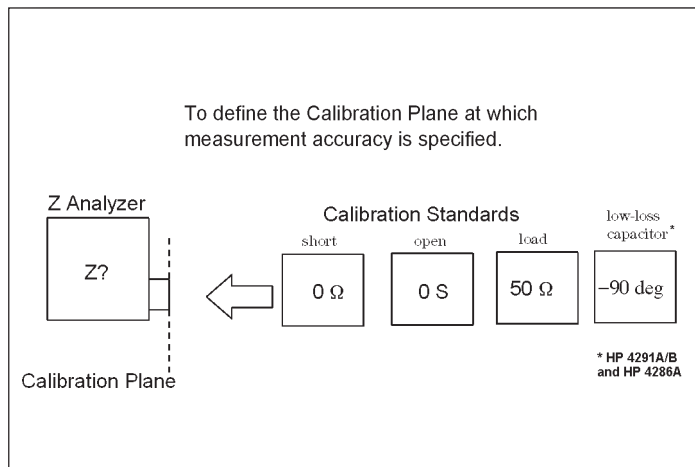 To define the Calibration Plane at which
measurement accuracy is specified.
Z Analyzer
Z?
Calibration Plane
Calibration Standards
short
open
load
low-loss
capacitor*
0 Ω
0 S
50 Ω
−90 deg
* HP 4291A/B
and HP 4286A